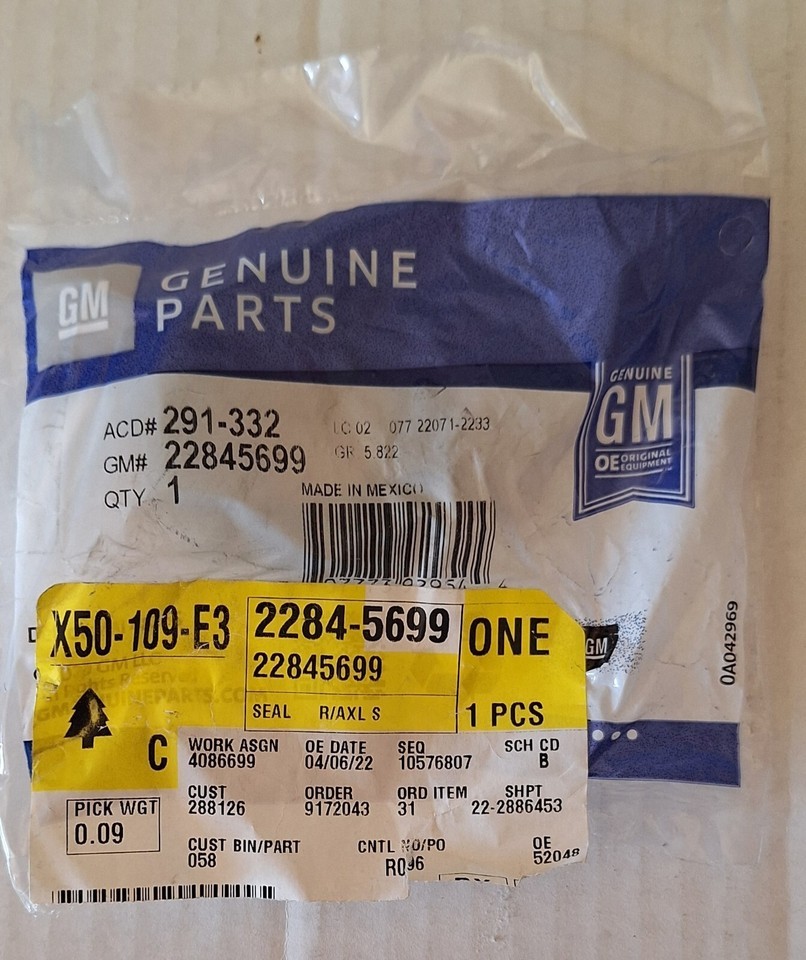 GM
GENUINE
PARTS
GENUINE
GM
OE ORIGINAL
EQUIPMENT
ACD# 291-332
GM# 22845699
QTY 1
LC 02 077 22071-2233
GR 5.822
MADE IN MEXICO
0A042969
GM
X50-109-E3
2284-5699
22845699
SEAL R/AXL S
ONE
1 PCS
C
PICK WGT
0.09
WORK ASGN
4086699
OE DATE
04/06/22
SEQ
10576807
SCH CD
B
CUST
288126
ORDER
9172043
ORD ITEM
31
SHPT
22-2886453
CUST BIN/PART
058
CNTL NO/PO
R096
OE
52048